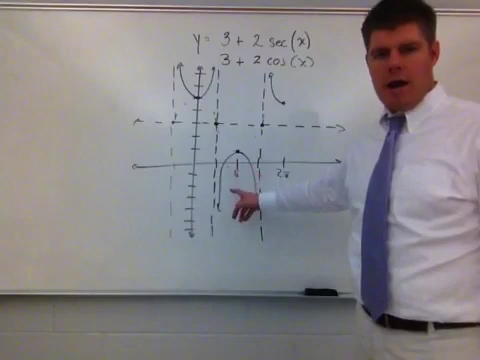 y = 3 + 2 sec(x)
3 + 2 cos(x)
2π